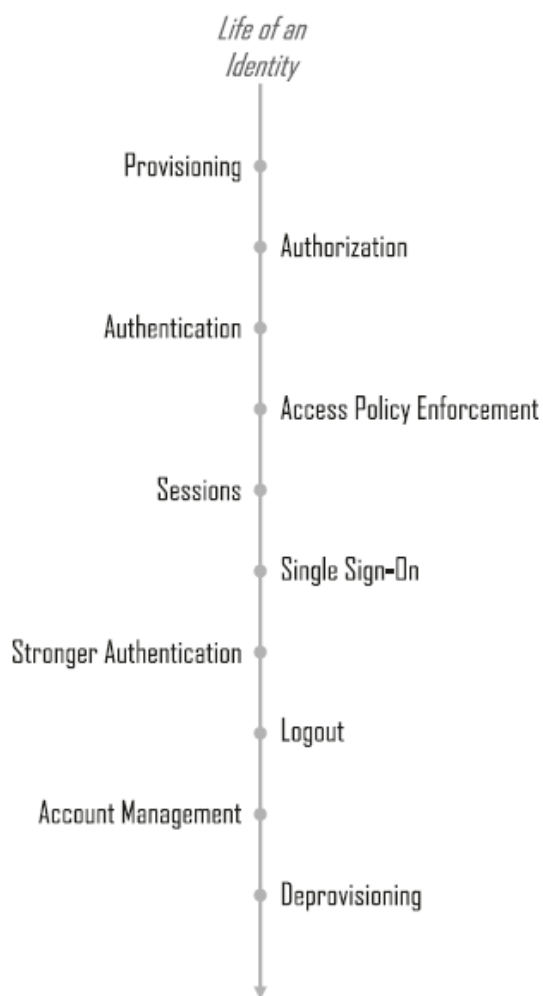 Life of an
Identity
Provisioning
Authorization
Authentication
Access Policy Enforcement
Sessions
Single Sign-On
Stronger Authentication
Logout
Account Management
Deprovisioning